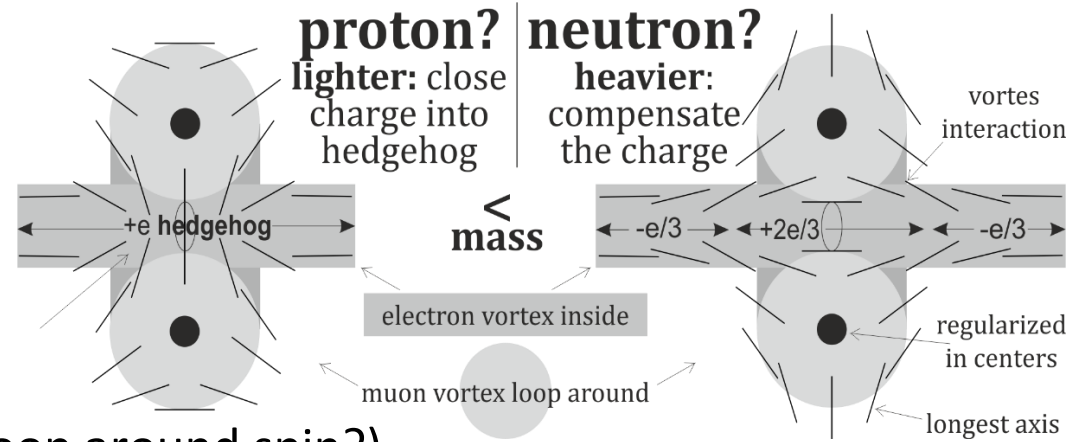 proton?
lighter: close
charge into
hedgehog
neutron?
heavier:
compensate
the charge
vortes
interaction
+e hedgehog
<
mass
-e/3
+2e/3
-e/3
electron vortex inside
regularized
in centers
muon vortex loop around
longest axis
around spin?)